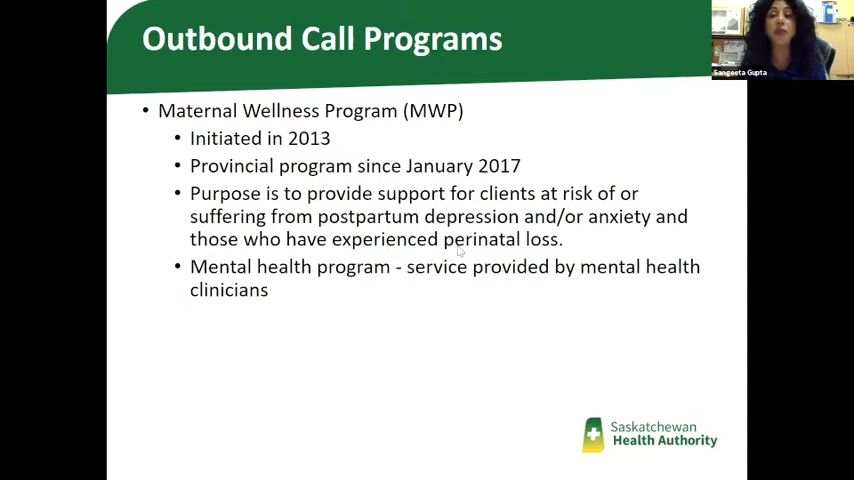 Outbound Call Programs
Sangeeta Gupta
• Maternal Wellness Program (MWP)
• Initiated in 2013
• Provincial program since January 2017
• Purpose is to provide support for clients at risk of or
suffering from postpartum depression and/or anxiety and
those who have experienced perinatal loss.
• Mental health program - service provided by mental health
clinicians
Saskatchewan
Health Authority